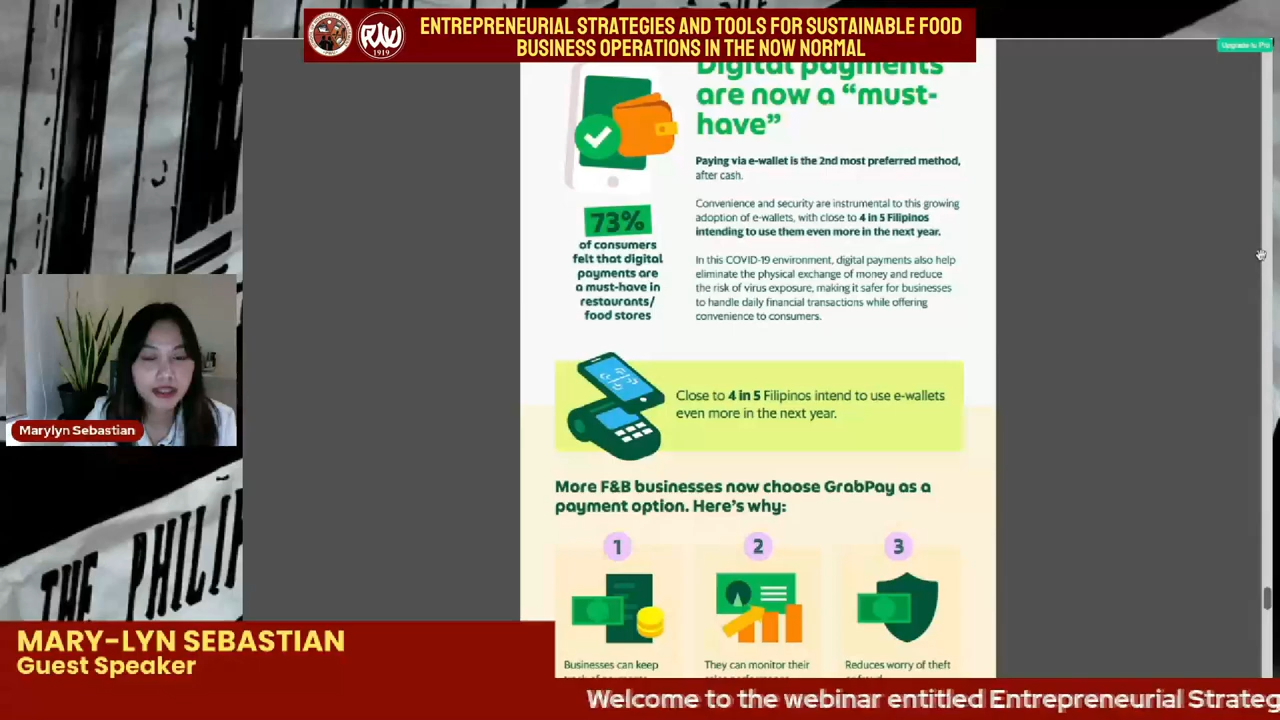 ENTREPRENEURIAL STRATEGIES AND TOOLS FOR SUSTAINABLE FOOD
BUSINESS OPERATIONS IN THE NOW NORMAL
1919
Upgrade to Pro
Digital payments
are now a “must-
have”
Paying via e-wallet is the 2nd most preferred method,
after cash.
Convenience and security are instrumental to this growing
adoption of e-wallets, with close to 4 in 5 Filipinos
intending to use them even more in the next year.
In this COVID-19 environment, digital payments also help
eliminate the physical exchange of money and reduce
the risk of virus exposure, making it safer for businesses
to handle daily financial transactions while offering
convenience to consumers.
73%
of consumers
felt that digital
payments are
a must-have in
restaurants/
food stores
Close to 4 in 5 Filipinos intend to use e-wallets
even more in the next year.
More F&B businesses now choose GrabPay as a
payment option. Here’s why:
1
2
3
Businesses can keep
They can monitor their
Reduces worry of theft
Marylyn Sebastian
THE PHILIP
MARY-LYN SEBASTIAN
Guest Speaker
Welcome to the webinar entitled Entrepreneurial Strateg